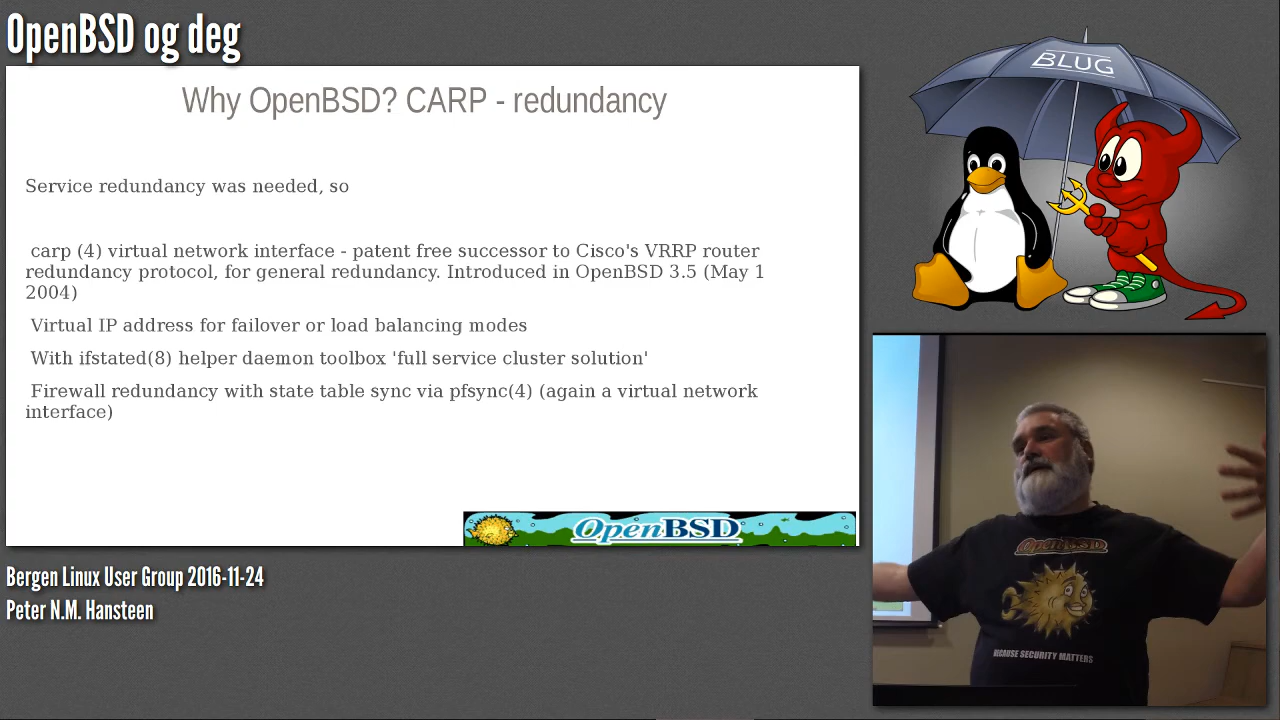 OpenBSD og deg
Why OpenBSD? CARP - redundancy
Service redundancy was needed, so
carp (4) virtual network interface - patent free successor to Cisco's VRRP router
redundancy protocol, for general redundancy. Introduced in OpenBSD 3.5 (May 1
2004)
Virtual IP address for failover or load balancing modes
With ifstated(8) helper daemon toolbox 'full service cluster solution'
Firewall redundancy with state table sync via pfsync(4) (again a virtual network
interface)
OpenBSD
Bergen Linux User Group 2016-11-24
Peter N.M. Hansteen
BLUG
OpenBSD
BECAUSE SECURITY MATTERS